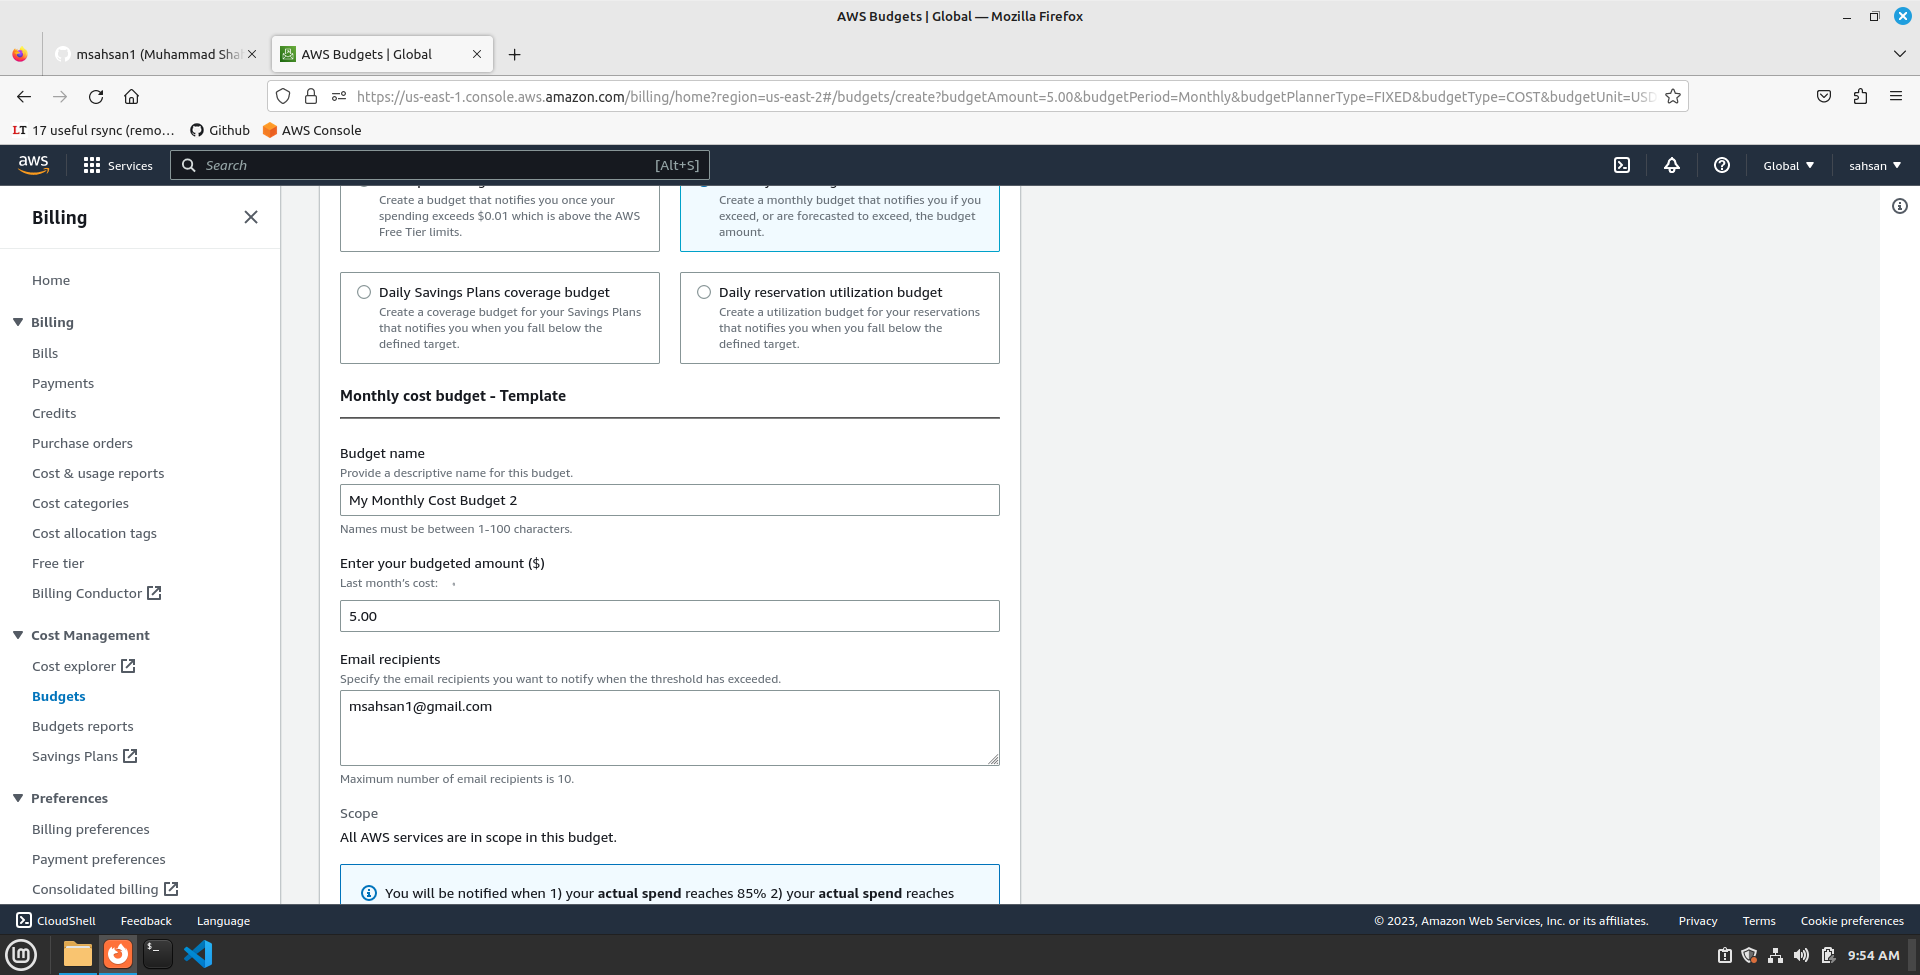 AWS Budgets | Global — Mozilla Firefox
msahsan1 (Muhammad Sha
AWS Budgets | Global
https://us-east-1.console.aws.amazon.com/billing/home?region=us-east-2#/budgets/create?budgetAmount=5.00&budgetPeriod=Monthly&budgetPlannerType=FIXED&budgetType=COST&budgetUnit=USD
LT 17 useful rsync (remo…
Github
AWS Console
aws
Services
Search
[Alt+S]
Global
sahsan
Billing
Home
Billing
Bills
Payments
Credits
Purchase orders
Cost & usage reports
Cost categories
Cost allocation tags
Free tier
Billing Conductor
Cost Management
Cost explorer
Budgets
Budgets reports
Savings Plans
Preferences
Billing preferences
Payment preferences
Consolidated billing
Create a budget that notifies you once your
spending exceeds $0.01 which is above the AWS
Free Tier limits.
Create a monthly budget that notifies you if you
exceed, or are forecasted to exceed, the budget
amount.
Daily Savings Plans coverage budget
Create a coverage budget for your Savings Plans
that notifies you when you fall below the
defined target.
Daily reservation utilization budget
Create a utilization budget for your reservations
that notifies you when you fall below the
defined target.
Monthly cost budget - Template
Budget name
Provide a descriptive name for this budget.
My Monthly Cost Budget 2
Names must be between 1-100 characters.
Enter your budgeted amount ($)
Last month's cost:
5.00
Email recipients
Specify the email recipients you want to notify when the threshold has exceeded.
msahsan1@gmail.com
Maximum number of email recipients is 10.
Scope
All AWS services are in scope in this budget.
You will be notified when 1) your actual spend reaches 85% 2) your actual spend reaches
CloudShell
Feedback
Language
© 2023, Amazon Web Services, Inc. or its affiliates.
Privacy
Terms
Cookie preferences
9:54 AM